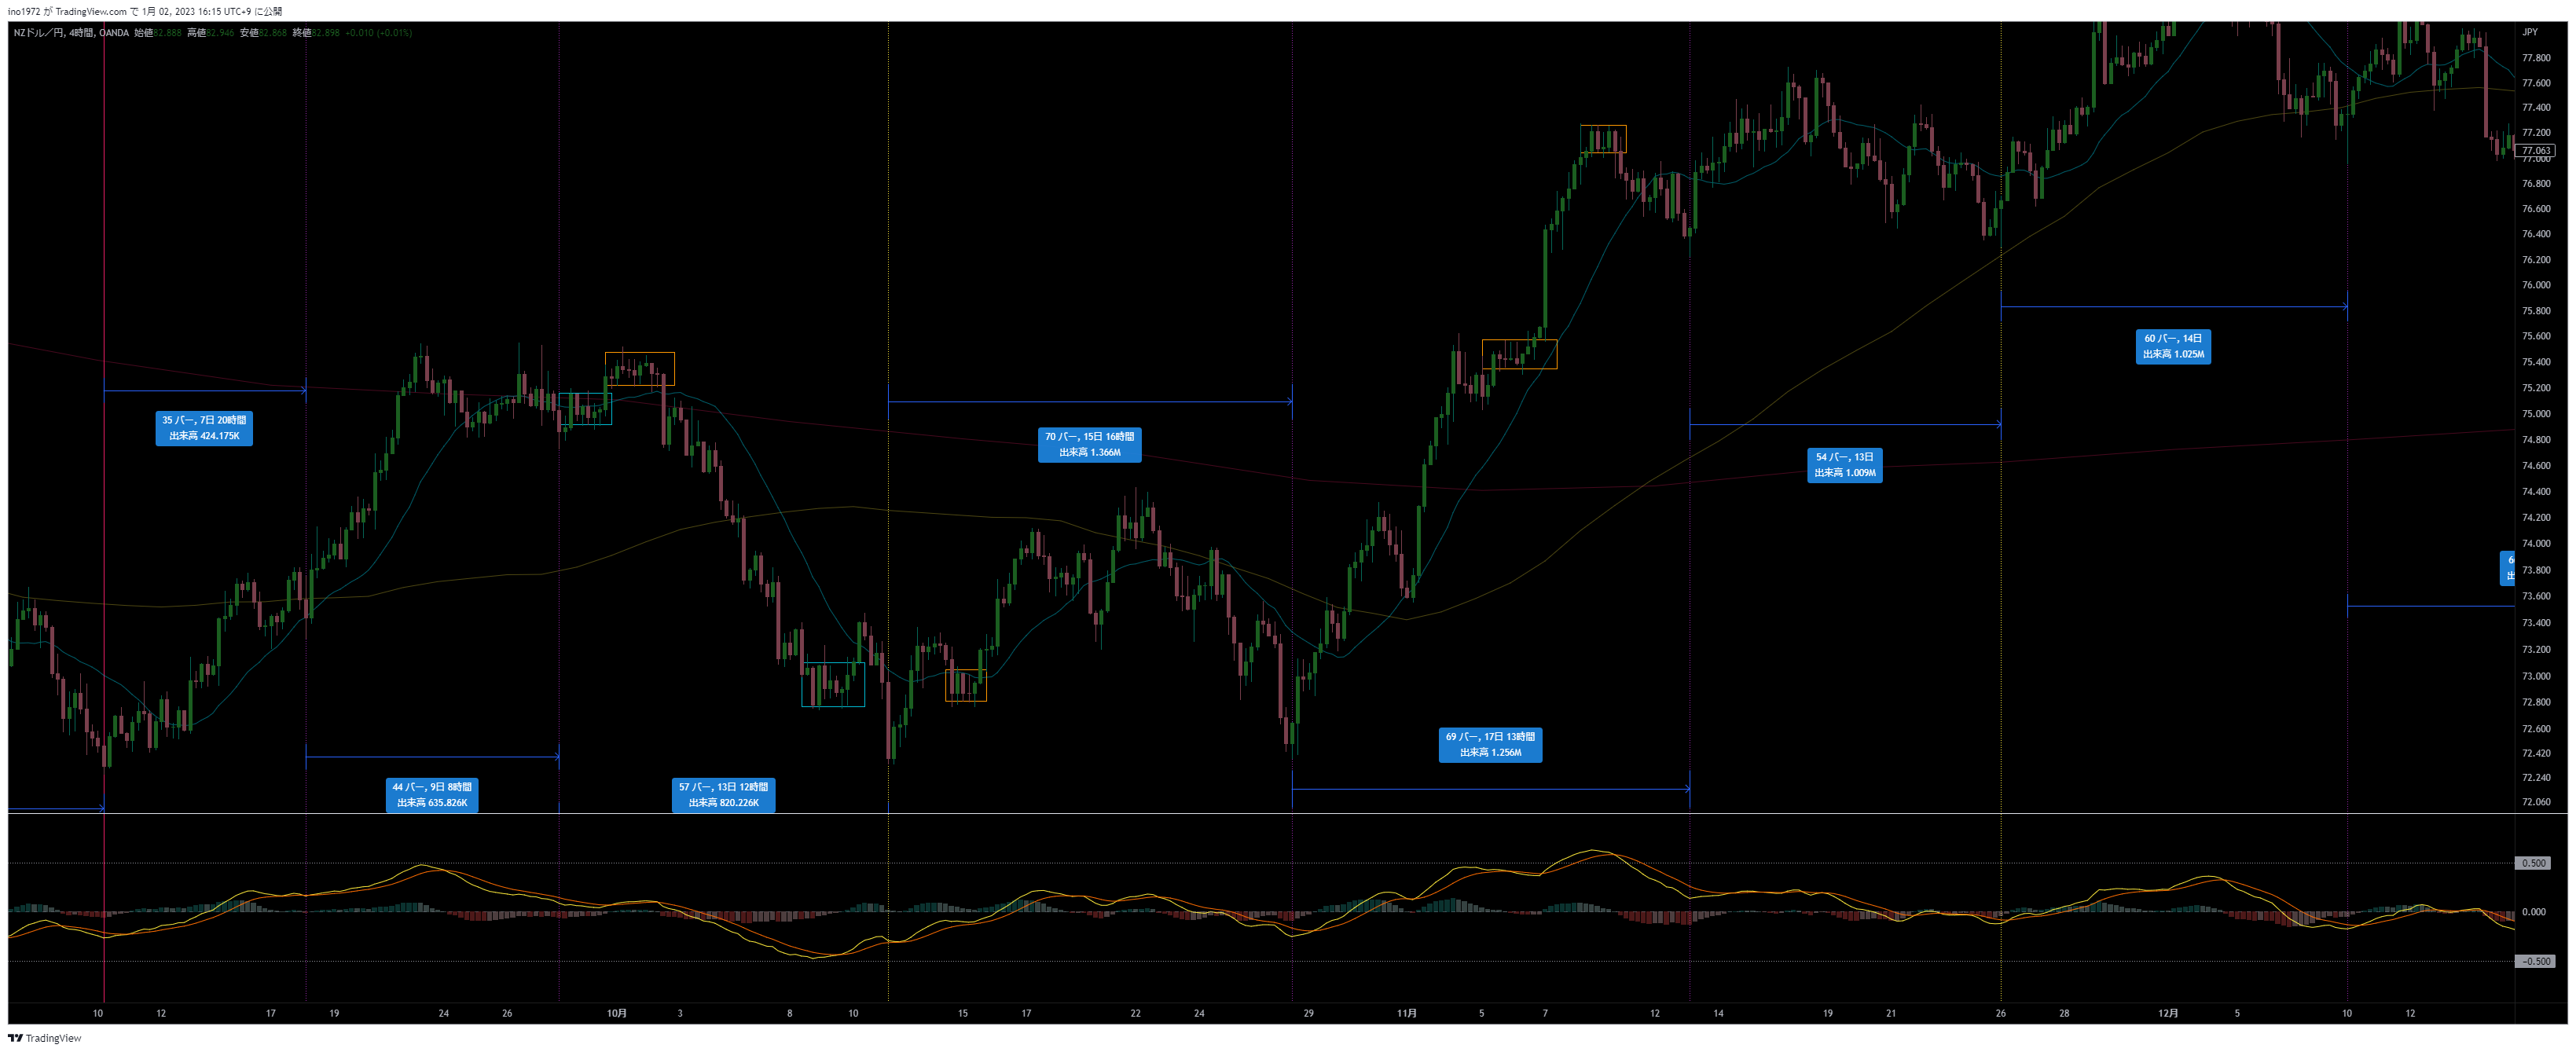 ino1972 が TradingView.com で 1月 02, 2023 16:15 UTC+9 に公開
NZドル／円, 4時間, OANDA 始値82.888 高値82.946 安値82.868 終値82.898 +0.010 (+0.01%)
JPY
77.800
77.600
77.400
77.200
77.063
77.000
76.800
76.600
76.400
76.200
76.000
75.800
75.600
75.400
75.200
75.000
74.800
74.600
74.400
74.200
74.000
73.800
73.600
73.400
73.200
73.000
72.800
72.600
72.420
72.240
72.060
60 バー, 14日
出来高 1.025M
35 バー, 7日 20時間
出来高 424.175K
70 バー, 15日 16時間
出来高 1.366M
54 バー, 13日
出来高 1.009M
69 バー, 17日 13時間
出来高 1.256M
44 バー, 9日 8時間
出来高 635.826K
57 バー, 13日 12時間
出来高 820.226K
0.500
0.000
-0.500
10 12 17 19 24 26 10月 3 8 10 15 17 22 24 29 11月 5 7 12 14 19 21 26 28 12月 5 10 12
TradingView